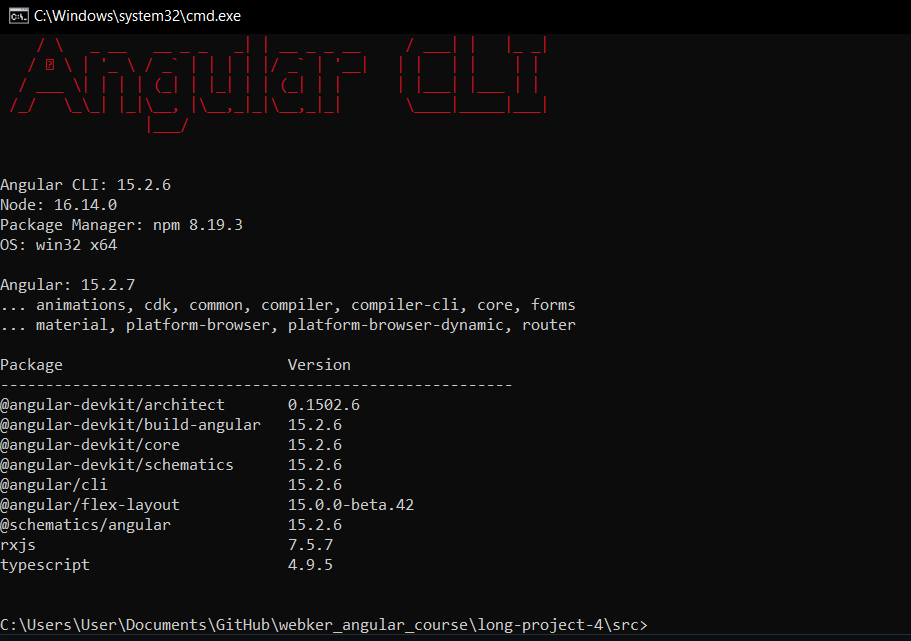 C:\Windows\system32\cmd.exe
Angular CLI
Angular CLI: 15.2.6
Node: 16.14.0
Package Manager: npm 8.19.3
OS: win32 x64
Angular: 15.2.7
... animations, cdk, common, compiler, compiler-cli, core, forms
... material, platform-browser, platform-browser-dynamic, router
Package Version
---------------------------------------------------------
@angular-devkit/architect 0.1502.6
@angular-devkit/build-angular 15.2.6
@angular-devkit/core 15.2.6
@angular-devkit/schematics 15.2.6
@angular/cli 15.2.6
@angular/flex-layout 15.0.0-beta.42
@schematics/angular 15.2.6
rxjs 7.5.7
typescript 4.9.5
C:\Users\User\Documents\GitHub\webker_angular_course\long-project-4\src>